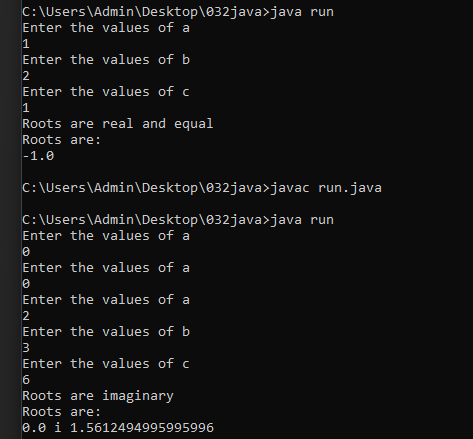 C:\Users\Admin\Desktop\032java>java run
Enter the values of a
1
Enter the values of b
2
Enter the values of c
1
Roots are real and equal
Roots are:
-1.0
C:\Users\Admin\Desktop\032java>javac run.java
C:\Users\Admin\Desktop\032java>java run
Enter the values of a
0
Enter the values of a
0
Enter the values of a
2
Enter the values of b
3
Enter the values of c
6
Roots are imaginary
Roots are:
0.0 i 1.5612494995995996